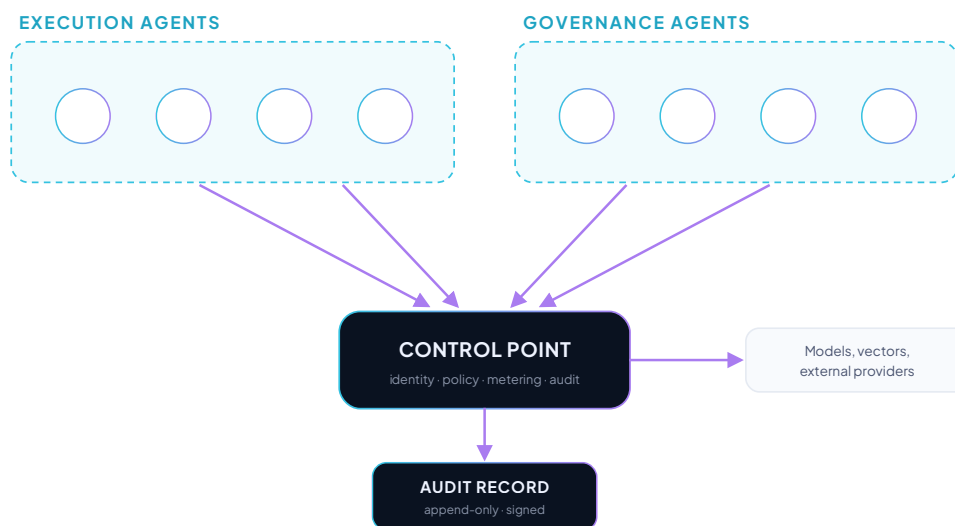 EXECUTION AGENTS
GOVERNANCE AGENTS
CONTROL POINT
identity · policy · metering · audit
Models, vectors,
external providers
AUDIT RECORD
append-only · signed